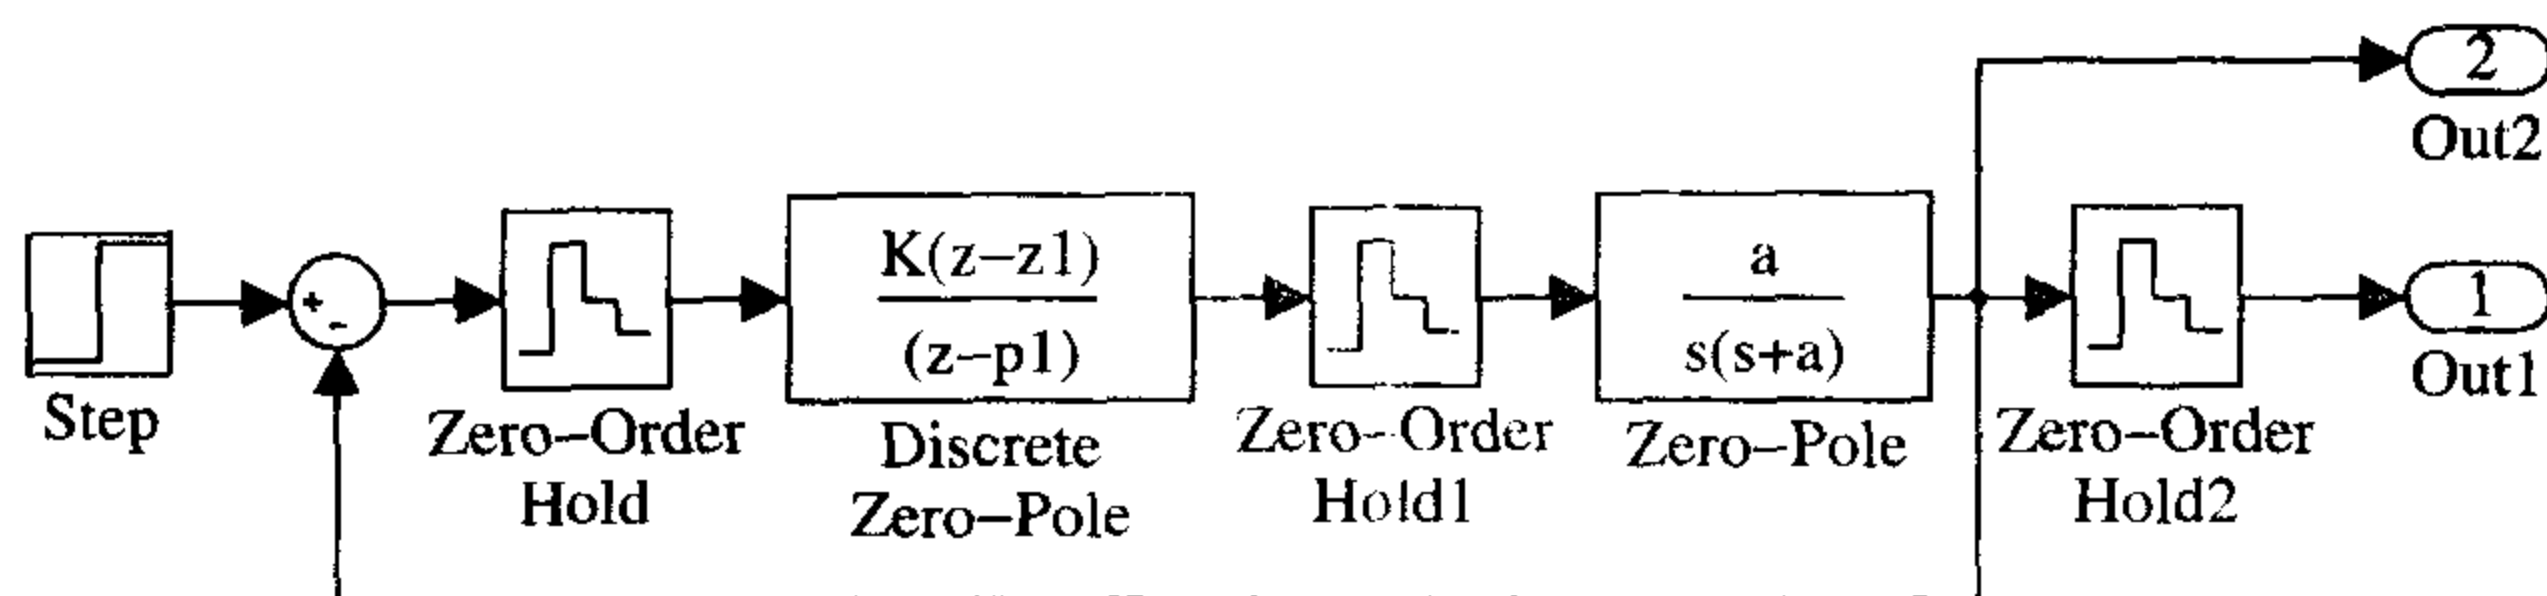 2
Out2
Step
+
-
Zero-Order
Hold
K(z-z1)
(z-p1)
Discrete
Zero-Pole
Zero-Order
Hold1
a
s(s+a)
Zero-Pole
Zero-Order
Hold2
1
Out1